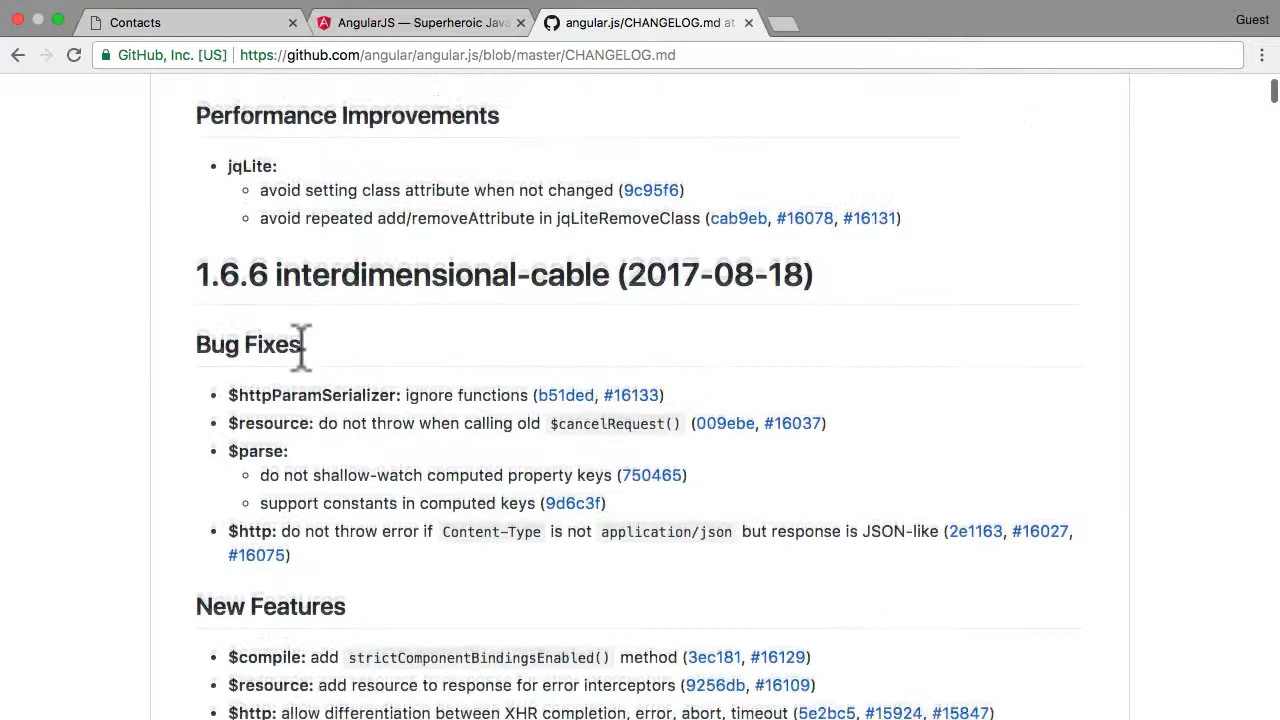 Contacts
AngularJS — Superheroic Java
angular.js/CHANGELOG.md at
Guest
GitHub, Inc. [US]
https://github.com/angular/angular.js/blob/master/CHANGELOG.md
Performance Improvements
jqLite:
avoid setting class attribute when not changed (9c95f6)
avoid repeated add/removeAttribute in jqLiteRemoveClass (cab9eb, #16078, #16131)
1.6.6 interdimensional-cable (2017-08-18)
Bug Fixes
$httpParamSerializer: ignore functions (b51ded, #16133)
$resource: do not throw when calling old $cancelRequest() (009ebe, #16037)
$parse:
do not shallow-watch computed property keys (750465)
support constants in computed keys (9d6c3f)
$http: do not throw error if Content-Type is not application/json but response is JSON-like (2e1163, #16027,
#16075)
New Features
$compile: add strictComponentBindingsEnabled() method (3ec181, #16129)
$resource: add resource to response for error interceptors (9256db, #16109)
$http: allow differentiation between XHR completion, error, abort, timeout (5e2bc5, #15924, #15847)